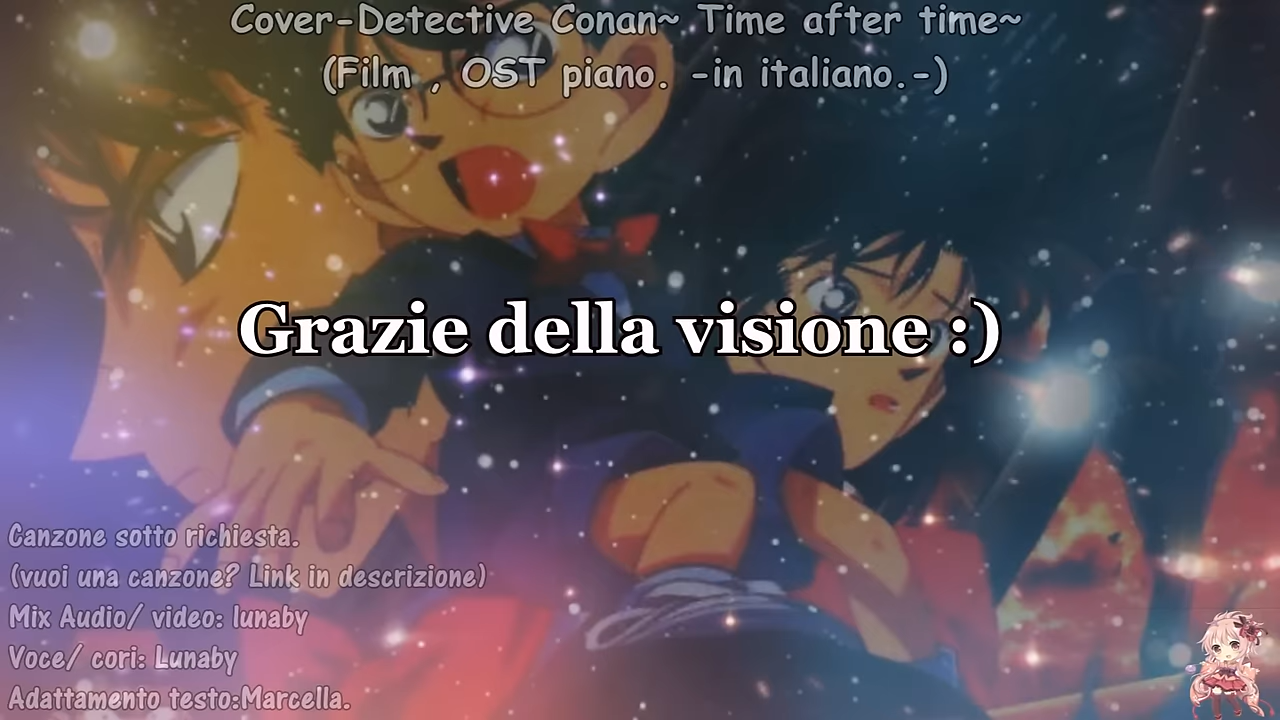 Cover-Detective Conan~ Time after time~
(Film , OST piano. -in italiano.-)
Grazie della visione :)
Canzone sotto richiesta.
(vuoi una canzone? Link in descrizione)
Mix Audio/ video: lunaby
Voce/ cori: Lunaby
Adattamento testo:Marcella.